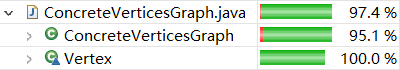 ConcreteVerticesGraph.java 97.4 %
ConcreteVerticesGraph 95.1 %
Vertex 100.0 %